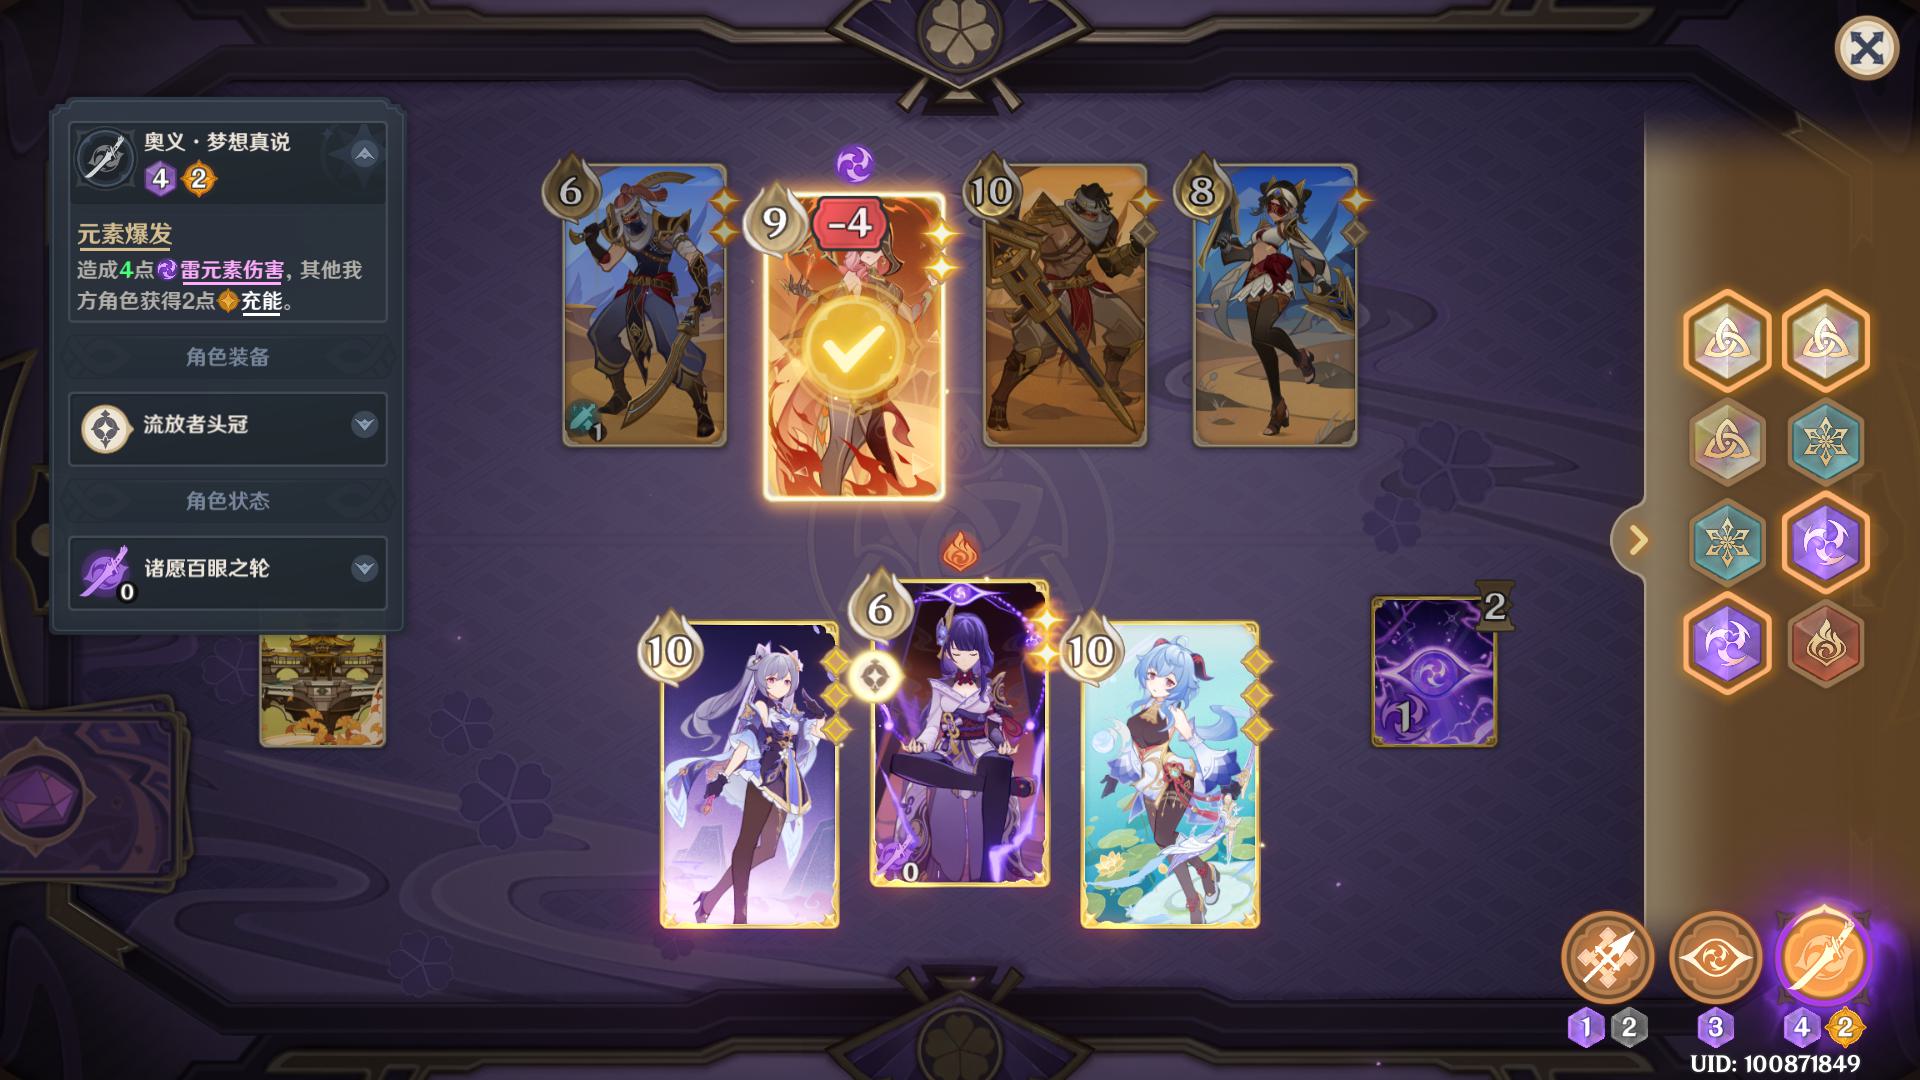 奥义·梦想真说
4 2
元素爆发
造成4点雷元素伤害，其他我
方角色获得2点充能。
角色装备
流放者头冠
角色状态
诸愿百眼之轮
0
6
1
9
-4
10
8
10
6
0
10
2
1
1 2
3
4 2
UID: 100871849